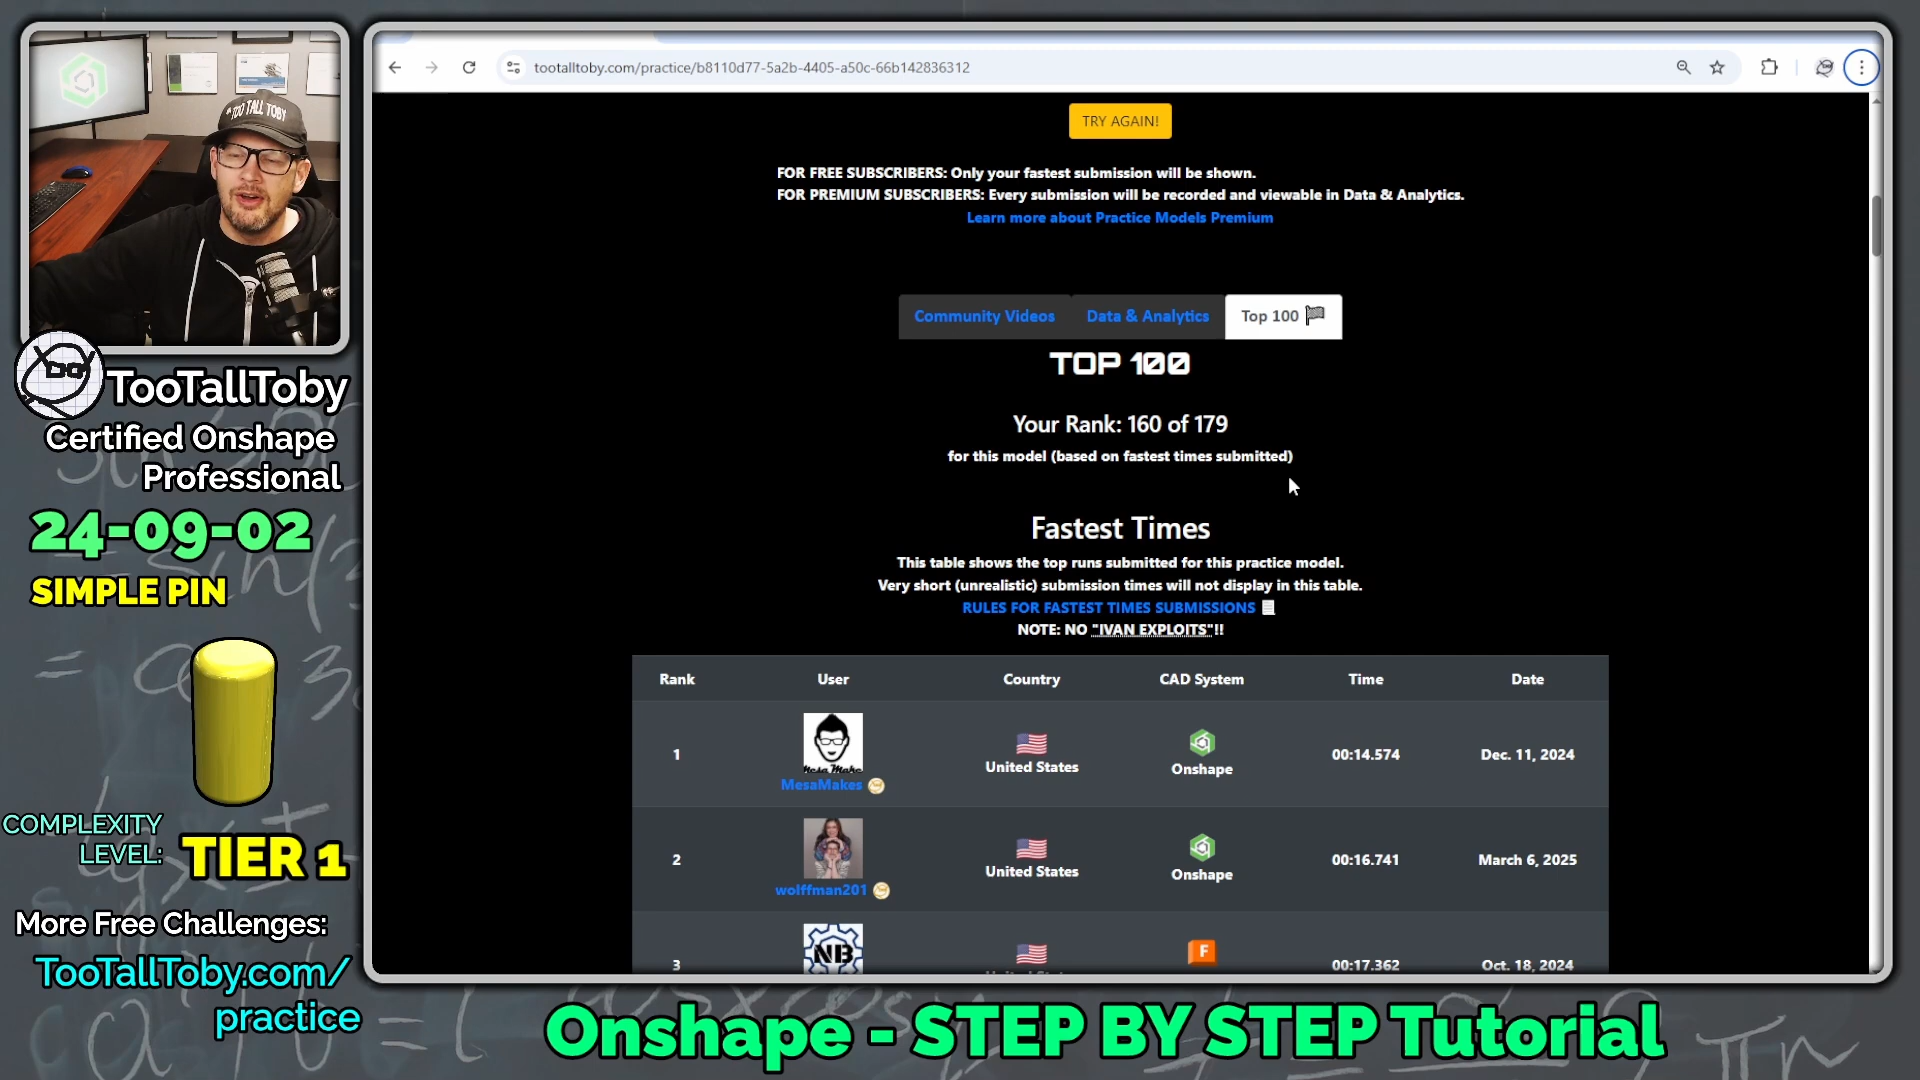 TOO TALL TOBY
TooTallToby
Certified Onshape
Professional
24-09-02
SIMPLE PIN
COMPLEXITY
LEVEL:
TIER 1
More Free Challenges:
TooTallToby.com/
practice
tootalltoby.com/practice/b8110d77-5a2b-4405-a50c-66b142836312
TRY AGAIN!
FOR FREE SUBSCRIBERS: Only your fastest submission will be shown.
FOR PREMIUM SUBSCRIBERS: Every submission will be recorded and viewable in Data & Analytics.
Learn more about Practice Models Premium
Community Videos Data & Analytics Top 100
TOP 100
Your Rank: 160 of 179
for this model (based on fastest times submitted)
Fastest Times
This table shows the top runs submitted for this practice model.
Very short (unrealistic) submission times will not display in this table.
RULES FOR FASTEST TIMES SUBMISSIONS
NOTE: NO "IVAN EXPLOITS"!!
Rank User Country CAD System Time Date
1 Mesa Make MesaMakes United States Onshape 00:14.574 Dec. 11, 2024
2 wolffman201 United States Onshape 00:16.741 March 6, 2025
3 NB F 00:17.362 Oct. 18, 2024
Onshape - STEP BY STEP Tutorial